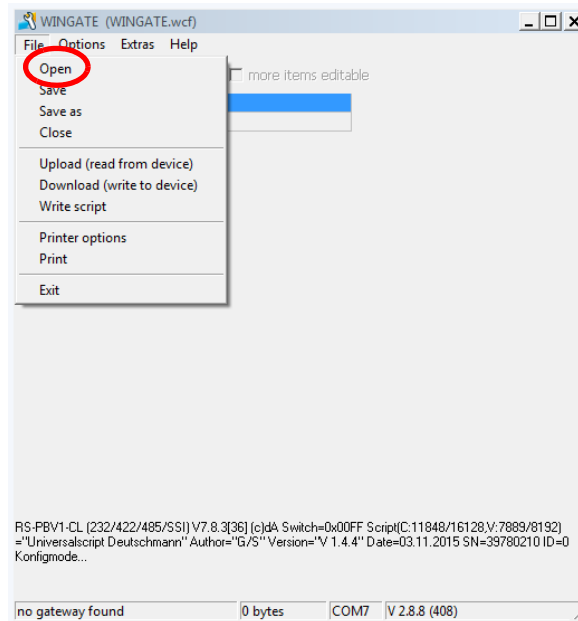 WINGATE (WINGATE.wcf)
File Options Extras Help
Open
more items editable
Save
Save as
Close
Upload (read from device)
Download (write to device)
Write script
Printer options
Print
Exit
RS-PBV1-CL (232/422/485/SSI) V7.8.3[36] (c)dA Switch=0x00FF Script(C:11848/16128,V:7889/8192)
="Universalscript Deutschmann" Author="G/S" Version="V 1.4.4" Date=03.11.2015 SN=39780210 ID=0
Konfigmode...
no gateway found 0 bytes COM7 V 2.8.8 (408)